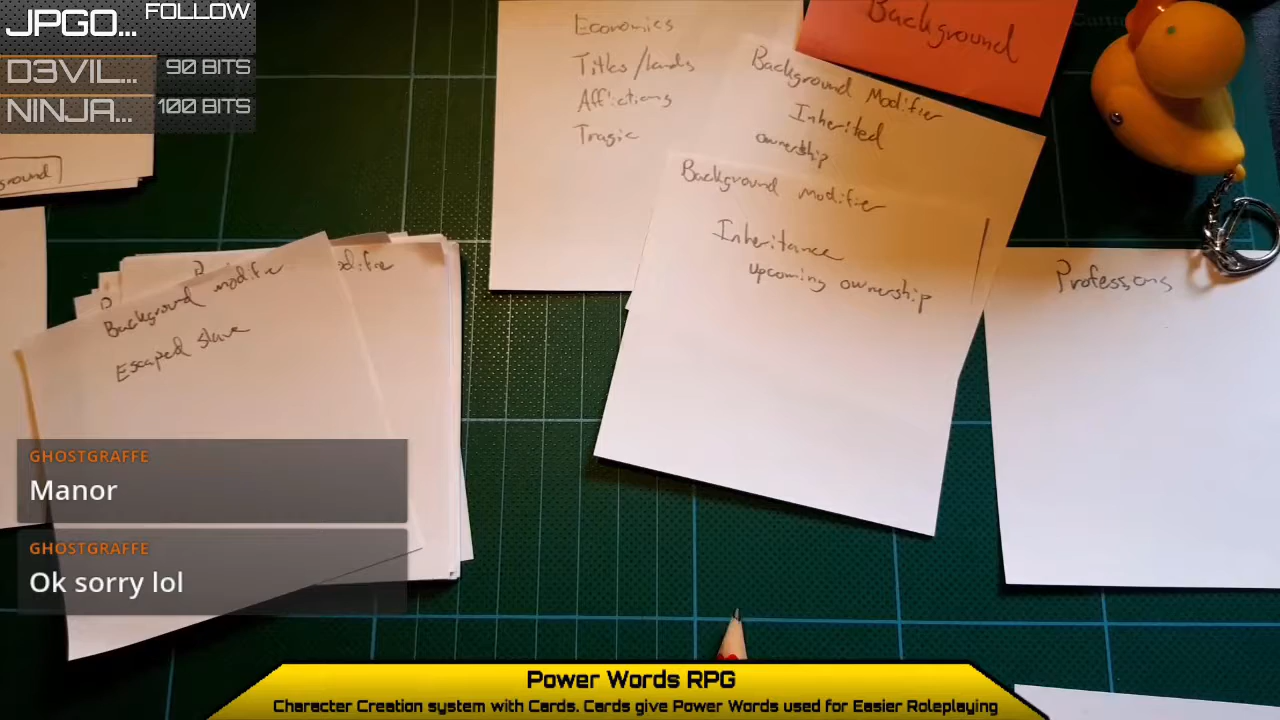 JPGO... FOLLOW
D3VIL... 90 BITS
NINJA... 100 BITS
Economics
Titles/lands
Afflictions
Tragic
Background
Background Modifier
Inherited
ownership
Background modifier
Inheritance
upcoming ownership
Professions
ground
odifier
Background modifier
Escaped slave
GHOSTGRAFFE
Manor
GHOSTGRAFFE
Ok sorry lol
Power Words RPG
Character Creation system with Cards. Cards give Power Words used for Easier Roleplaying